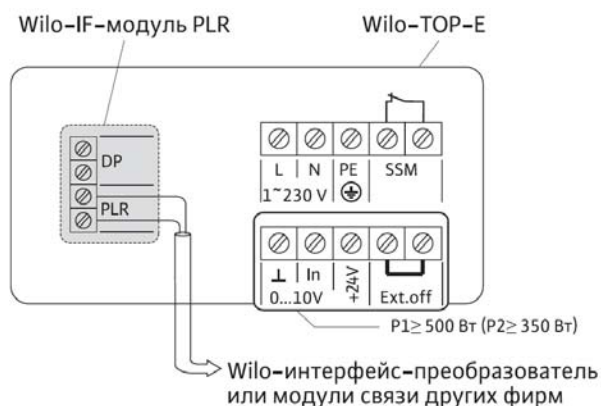 Wilo-IF-модуль PLR
Wilo-TOP-E
DP
PLR
L N PE SSM
1~230 V
⊥ In +24V
0...10V Ext.off
P1≥ 500 Вт (P2≥ 350 Вт)
Wilo-интерфейс-преобразователь
или модули связи других фирм